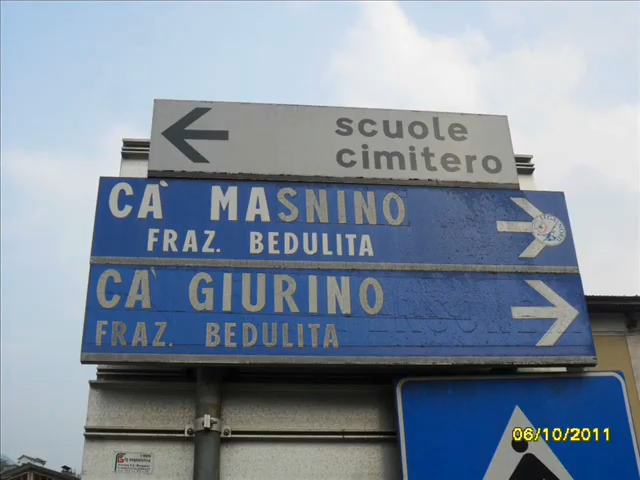 scuole
cimitero
CA` MASNINO
FRAZ. BEDULITA
CA` GIURINO
FRAZ. BEDULITA
06/10/2011